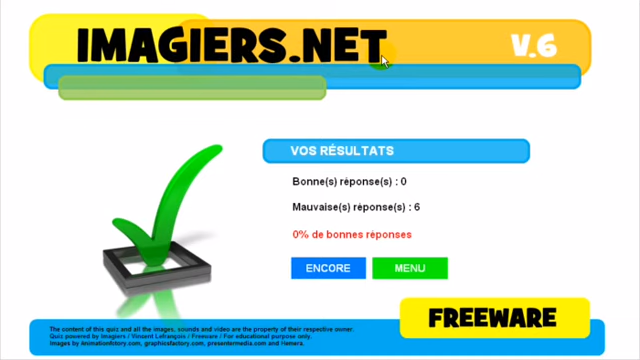 IMAGIERS.NET
V.6
VOS RÉSULTATS
Bonne(s) réponse(s) : 0
Mauvaise(s) réponse(s) : 6
0% de bonnes réponses
ENCORE
MENU
FREEWARE
The content of this quiz and all the images, sounds and video are the property of their respective owner.
Quiz powered by Imagiers / Vincent Lefrançois / Freeware / For educational purpose only.
Images by Animationfctory.com, graphicsfactory.com, presentermedia.com and Hemera.